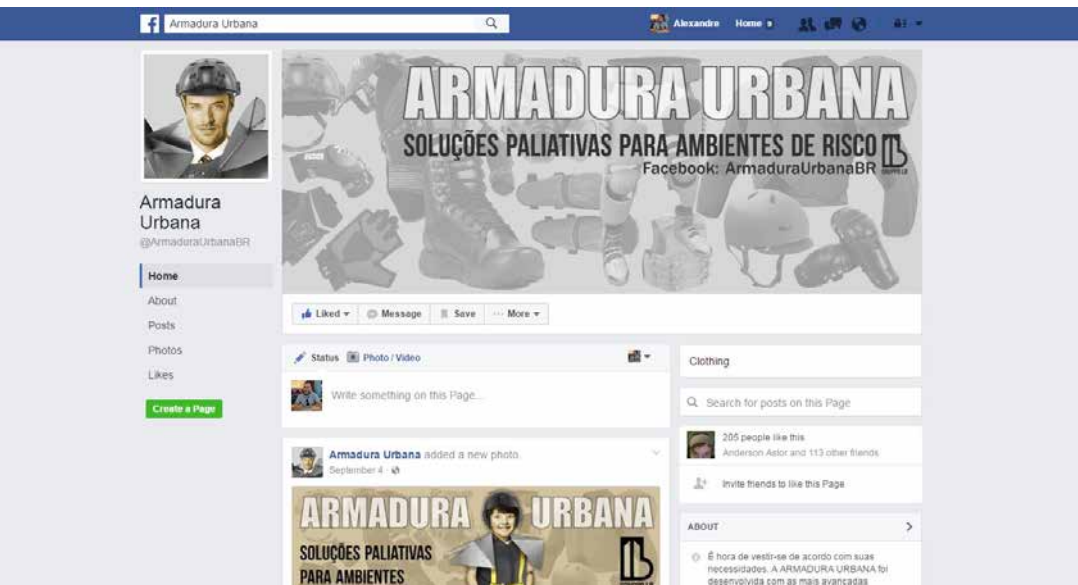 Armadura Urbana
Alexandre
Home 9
ARMADURA URBANA
SOLUÇÕES PALIATIVAS PARA AMBIENTES DE RISCO
Facebook: ArmaduraUrbanaBR
Armadura
Urbana
@ArmaduraUrbanaBR
Home
About
Posts
Photos
Likes
Create a Page
Liked
Message
Save
More
Status
Photo / Video
Write something on this Page...
Armadura Urbana added a new photo.
September 4
ARMADURA URBANA
SOLUÇÕES PALIATIVAS
PARA AMBIENTES
Clothing
Search for posts on this Page
205 people like this
Anderson Astor and 113 other friends
Invite friends to like this Page
ABOUT
É hora de vestir-se de acordo com suas
necessidades. A ARMADURA URBANA foi
desenvolvida com as mais avançadas